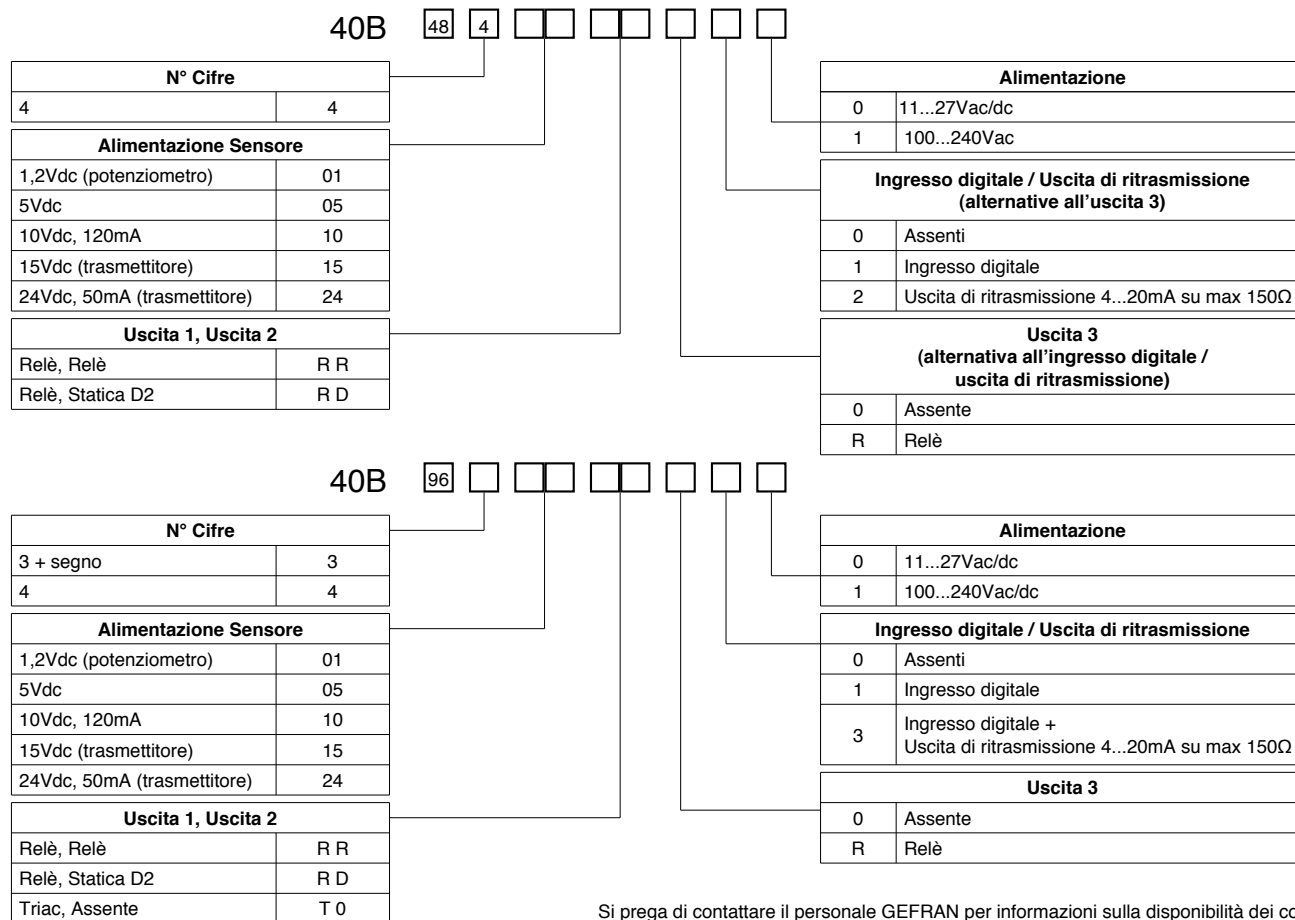 40B 48 4
N° Cifre
4 4
Alimentazione Sensore
1,2Vdc (potenziometro) 01
5Vdc 05
10Vdc, 120mA 10
15Vdc (trasmettitore) 15
24Vdc, 50mA (trasmettitore) 24
Uscita 1, Uscita 2
Relè, Relè R R
Relè, Statica D2 R D
Alimentazione
0 11...27Vac/dc
1 100...240Vac
Ingresso digitale / Uscita di ritrasmissione
(alternative all'uscita 3)
0 Assenti
1 Ingresso digitale
2 Uscita di ritrasmissione 4...20mA su max 150Ω
Uscita 3
(alternativa all'ingresso digitale /
uscita di ritrasmissione)
0 Assente
R Relè
40B 96
N° Cifre
3 + segno 3
4 4
Alimentazione Sensore
1,2Vdc (potenziometro) 01
5Vdc 05
10Vdc, 120mA 10
15Vdc (trasmettitore) 15
24Vdc, 50mA (trasmettitore) 24
Uscita 1, Uscita 2
Relè, Relè R R
Relè, Statica D2 R D
Triac, Assente T 0
Alimentazione
0 11...27Vac/dc
1 100...240Vac/dc
Ingresso digitale / Uscita di ritrasmissione
0 Assenti
1 Ingresso digitale
3 Ingresso digitale +
Uscita di ritrasmissione 4...20mA su max 150Ω
Uscita 3
0 Assente
R Relè
Si prega di contattare il personale GEFRAN per informazioni sulla disponibilità dei